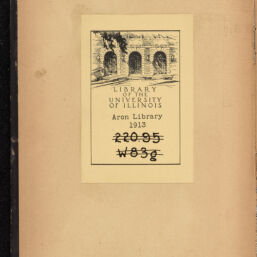 LIBRARY
OF THE
UNIVERSITY
OF ILLINOIS
Aron Library
1913
220.95
W83g